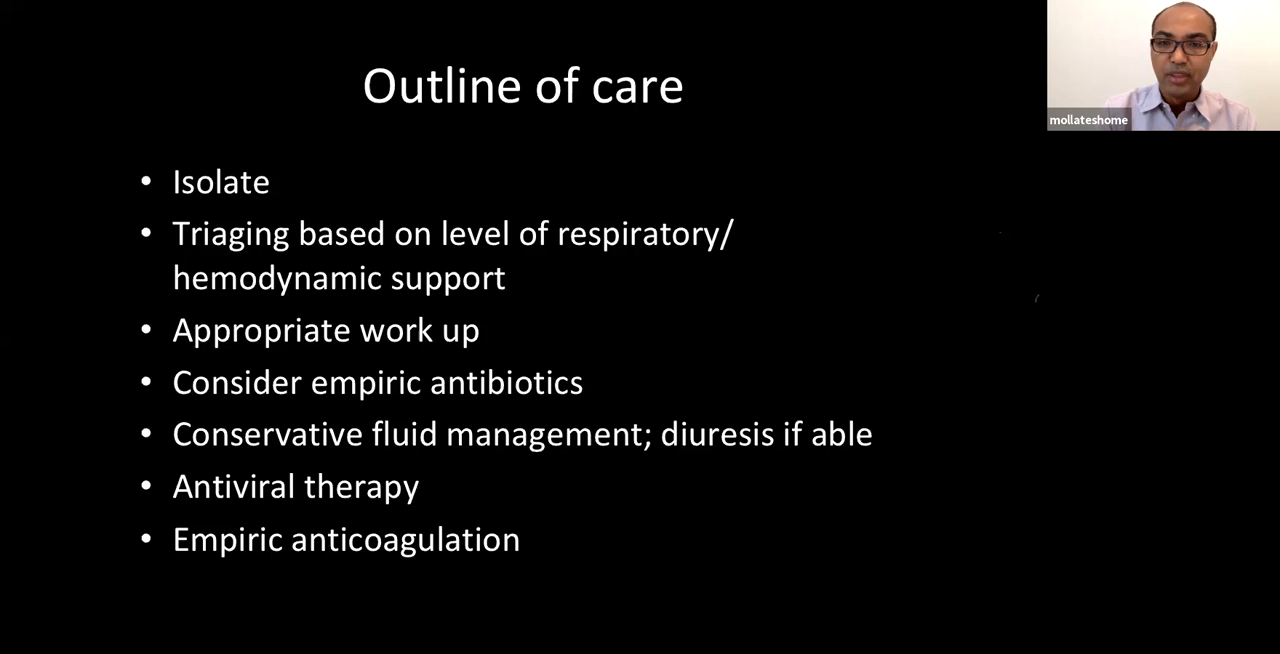 Outline of care
mollateshome
• Isolate
• Triaging based on level of respiratory/
hemodynamic support
• Appropriate work up
• Consider empiric antibiotics
• Conservative fluid management; diuresis if able
• Antiviral therapy
• Empiric anticoagulation